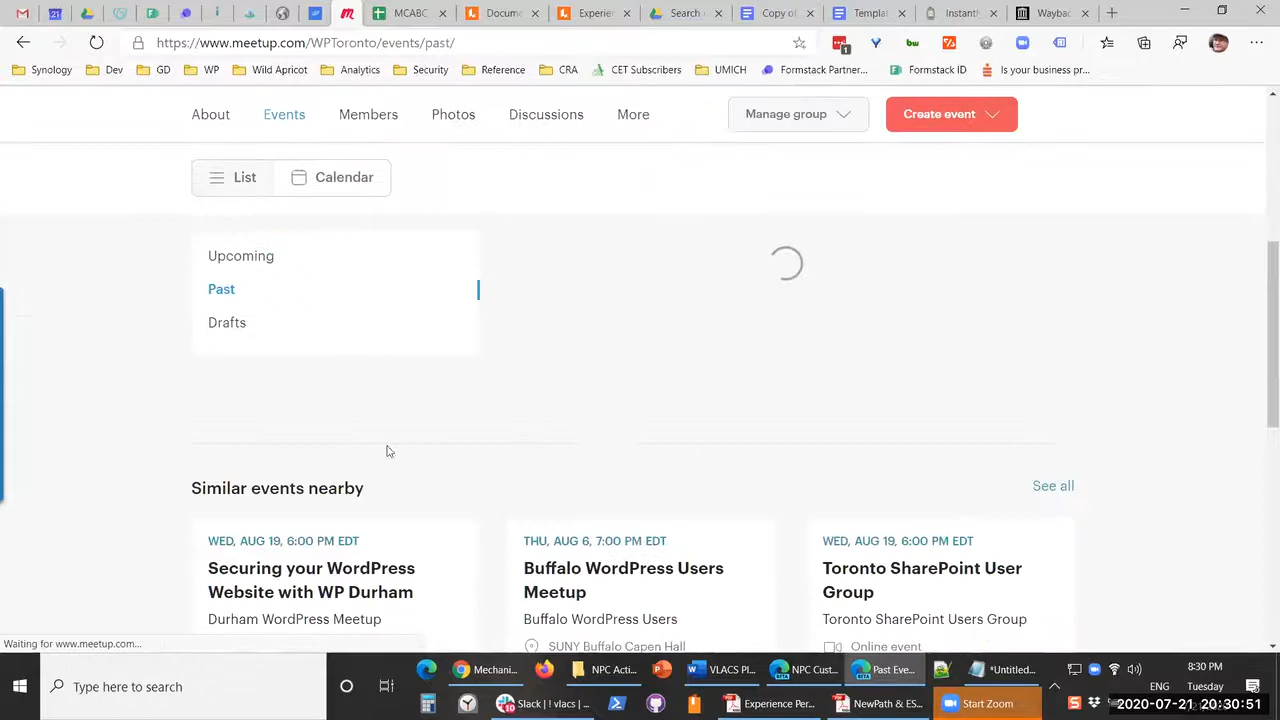 MCABC
Docume
Experie
Search
Copy of
Templat
Instanth
Wayba
https://www.meetup.com/WPToronto/events/past/
1
Synology Dev GD WP Wild Apricot Analytics Security Reference CRA CET Subscribers UMICH Formstack Partner... Formstack ID Is your business pr...
About Events Members Photos Discussions More Manage group Create event
List Calendar
Upcoming
Past
Drafts
Similar events nearby See all
WED, AUG 19, 6:00 PM EDT
Securing your WordPress
Website with WP Durham
Durham WordPress Meetup
THU, AUG 6, 7:00 PM EDT
Buffalo WordPress Users
Meetup
Buffalo WordPress Users
SUNY Buffalo Capen Hall
WED, AUG 19, 6:00 PM EDT
Toronto SharePoint User
Group
Toronto SharePoint Users Group
Online event
Waiting for www.meetup.com...
Mechani... NPC Acti... VLACS Pl... NPC Cust... Past Eve... *Untitled... 8:30 PM
Type here to search ENG Tuesday
Slack | ! vlacs | ... Experience Per... NewPath & ES... Start Zoom 2020-07-21 20:30:51